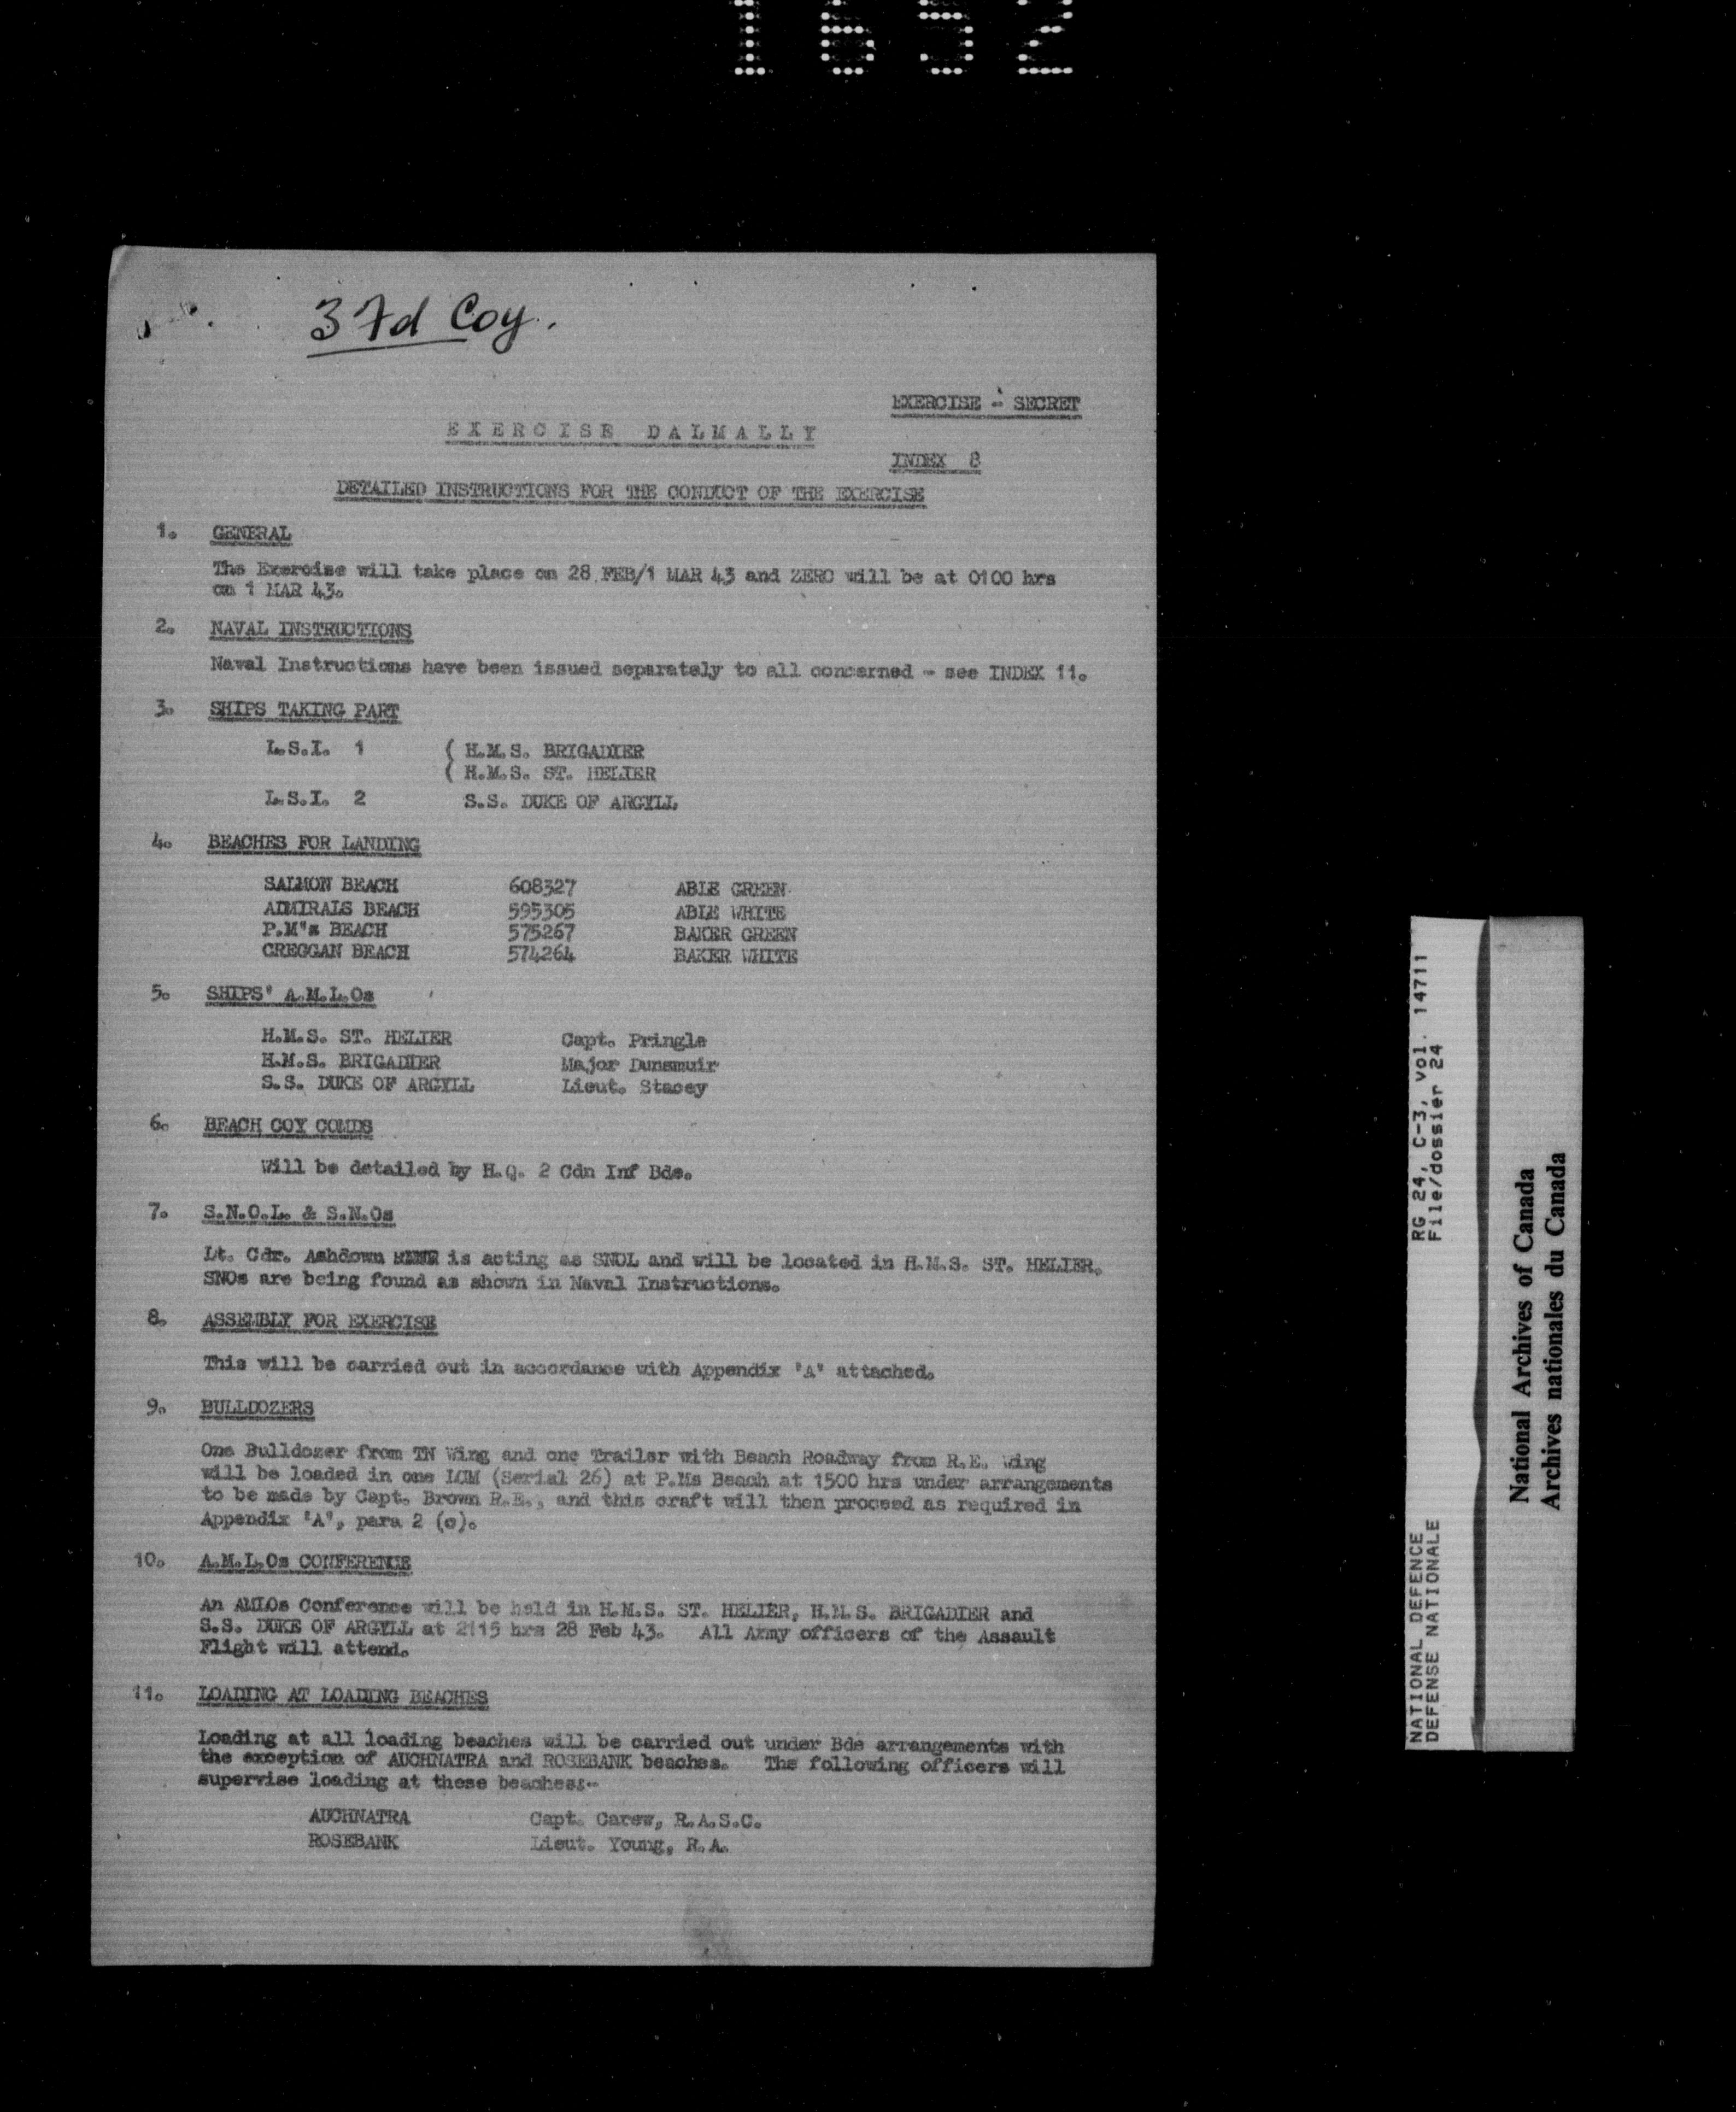 1652
3 Fd Coy.
EXERCISE - SECRET
EXERCISE DALMALLY
INDEX 8
DETAILED INSTRUCTIONS FOR THE CONDUCT OF THE EXERCISE
1. GENERAL
The Exercise will take place on 28 FEB/1 MAR 43 and ZERO will be at 0100 hrs
on 1 MAR 43.
2. NAVAL INSTRUCTIONS
Naval Instructions have been issued separately to all concerned - see INDEX 11.
3. SHIPS TAKING PART
L.S.I. 1 ( H.M.S. BRIGADIER
( H.M.S. ST. HELIER
L.S.I. 2 S.S. DUKE OF ARGYLL
4. BEACHES FOR LANDING
SALMON BEACH 608327 ABLE GREEN
ADMIRALS BEACH 595305 ABLE WHITE
P.M's BEACH 575267 BAKER GREEN
CREGGAN BEACH 574264 BAKER WHITE
5. SHIPS' A.M.L.Os
H.M.S. ST. HELIER Capt. Pringle
H.M.S. BRIGADIER Major Dunsmuir
S.S. DUKE OF ARGYLL Lieut. Stacey
6. BEACH COY COMDS
Will be detailed by H.Q. 2 Cdn Inf Bde.
7. S.N.O.L. & S.N.Os
Lt. Cdr. Ashdown is acting as SNOL and will be located in H.M.S. ST. HELIER.
SNOs are being found as shown in Naval Instructions.
8. ASSEMBLY FOR EXERCISE
This will be carried out in accordance with Appendix 'A' attached.
9. BULLDOZERS
One Bulldozer from TN Wing and one Trailer with Beach Roadway from R.E. Wing
will be loaded in one LCM (Serial 26) at P.Ms Beach at 1500 hrs under arrangements
to be made by Capt. Brown R.E., and this craft will then proceed as required in
Appendix 'A', para 2 (c).
10. A.M.L.Os CONFERENCE
An AMLOs Conference will be held in H.M.S. ST. HELIER, H.M.S. BRIGADIER and
S.S. DUKE OF ARGYLL at 2115 hrs 28 Feb 43. All Army officers of the Assault
Flight will attend.
11. LOADING AT LOADING BEACHES
Loading at all loading beaches will be carried out under Bde arrangements with
the exception of AUCHNATRA and ROSEBANK beaches. The following officers will
supervise loading at these beaches:-
AUCHNATRA Capt. Carew, R.A.S.C.
ROSEBANK Lieut. Young, R.A.
NATIONAL DEFENCE RG 24, C-3, vol. 14711
DEFENSE NATIONALE File/dossier 24
National Archives of Canada
Archives nationales du Canada